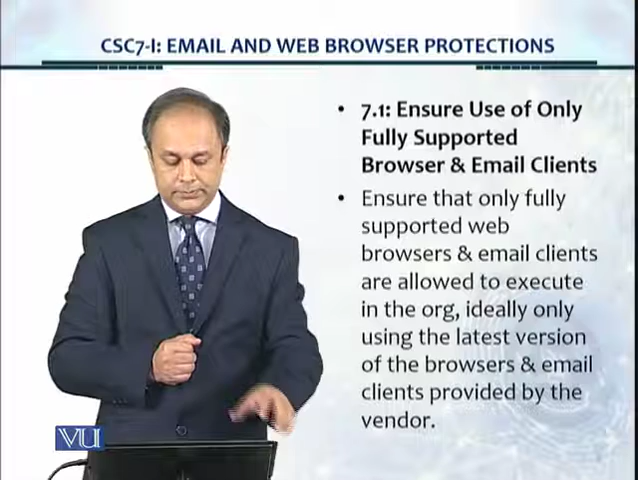 CSC7-I: EMAIL AND WEB BROWSER PROTECTIONS
• 7.1: Ensure Use of Only
Fully Supported
Browser & Email Clients
• Ensure that only fully
supported web
browsers & email clients
are allowed to execute
in the org, ideally only
using the latest version
of the browsers & email
clients provided by the
vendor.
VU